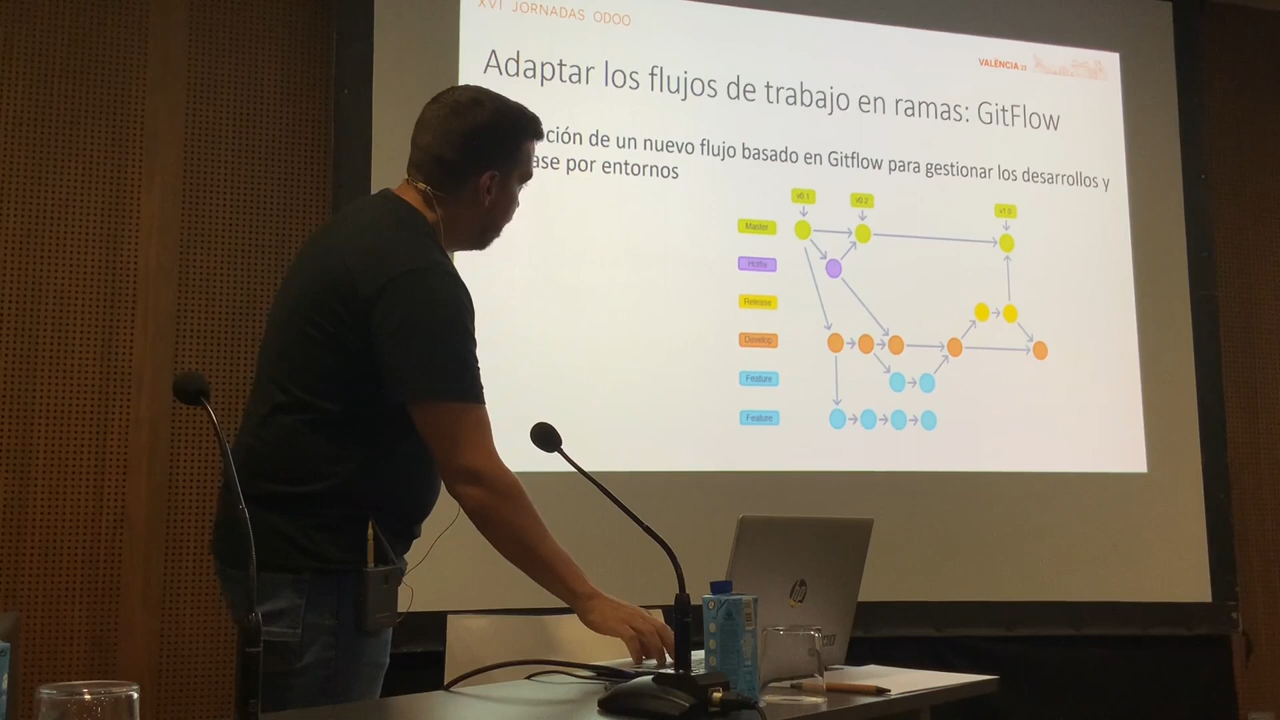 XVI JORNADAS ODOO
VALÈNCIA 22
Adaptar los flujos de trabajo en ramas: GitFlow
ción de un nuevo flujo basado en Gitflow para gestionar los desarrollos y
ase por entornos
v0.1
v0.2
v1.0
Master
Hotfix
Release
Develop
Feature
Feature
hp